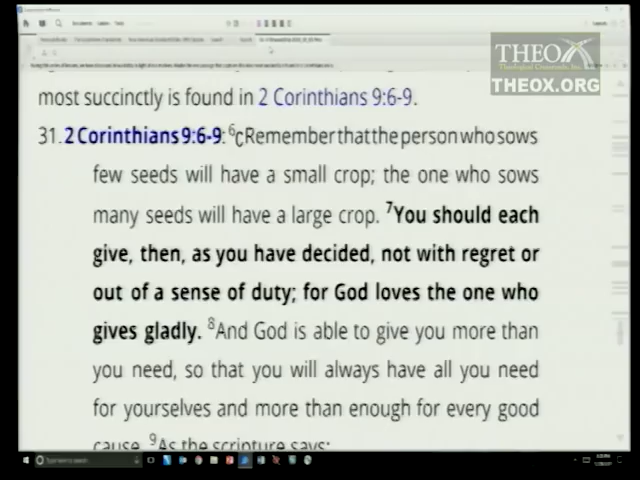 THEOX
Theological Onenness, Inc.
THEOX.ORG
most succinctly is found in 2 Corinthians 9:6-9.
31. 2 Corinthians 9:6-9: 6cRemember that the person who sows
few seeds will have a small crop; the one who sows
many seeds will have a large crop. 7You should each
give, then, as you have decided, not with regret or
out of a sense of duty; for God loves the one who
gives gladly. 8And God is able to give you more than
you need, so that you will always have all you need
for yourselves and more than enough for every good
cause. 9As the scripture says: